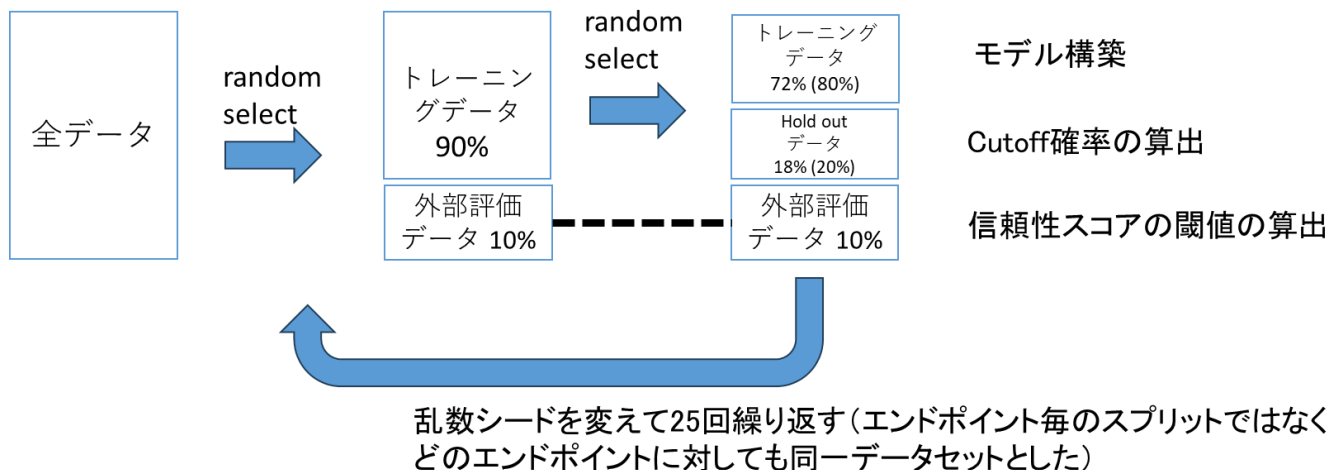 全データ
random
select
トレーニン
グデータ
90%
外部評価
データ 10%
random
select
トレーニング
データ
72% (80%)
Hold out
データ
18% (20%)
外部評価
データ 10%
モデル構築
Cutoff確率の算出
信頼性スコアの閾値の算出
乱数シードを変えて25回繰り返す（エンドポイント毎のスプリットではなく
どのエンドポイントに対しても同一データセットとした）